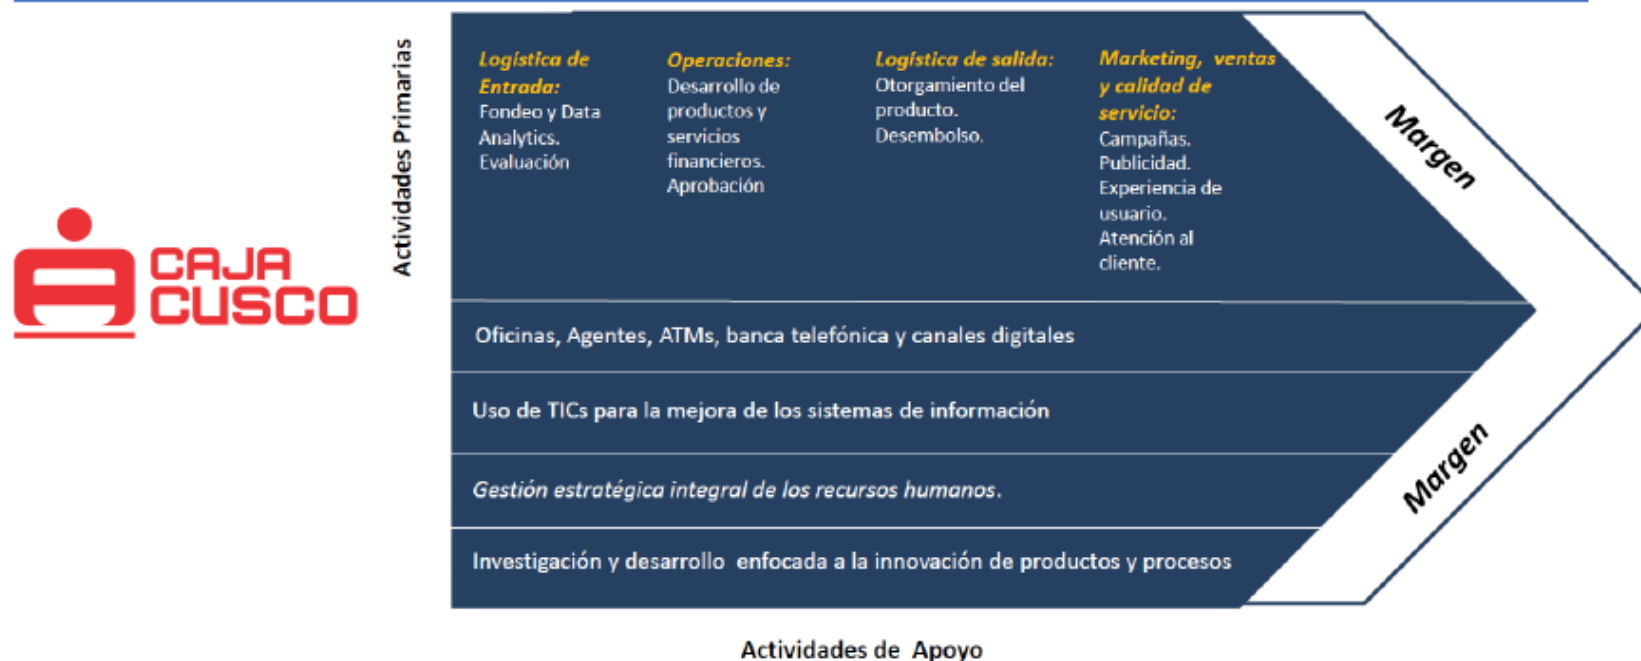 CAJA
CUSCO
Actividades Primarias
Logística de
Entrada:
Fondeo y Data
Analytics.
Evaluación
Operaciones:
Desarrollo de
productos y
servicios
financieros.
Aprobación
Logística de salida:
Otorgamiento del
producto.
Desembolso.
Marketing, ventas
y calidad de
servicio:
Campañas.
Publicidad.
Experiencia de
usuario.
Atención al
cliente.
Margen
Oficinas, Agentes, ATMs, banca telefónica y canales digitales
Uso de TICs para la mejora de los sistemas de información
Gestión estratégica integral de los recursos humanos.
Investigación y desarrollo enfocada a la innovación de productos y procesos
Margen
Actividades de Apoyo